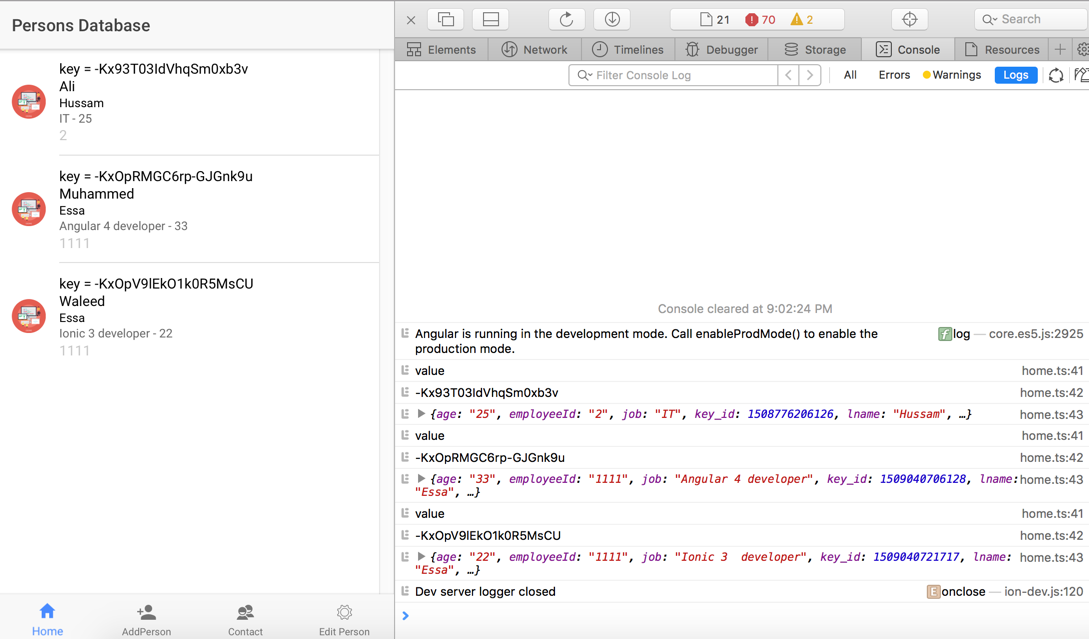 Persons Database
key = -Kx93T03IdVhqSm0xb3v
Ali
Hussam
IT - 25
2
key = -KxOpRMGC6rp-GJGnk9u
Muhammed
Essa
Angular 4 developer - 33
1111
key = -KxOpV9lEkO1k0R5MsCU
Waleed
Essa
Ionic 3 developer - 22
1111
Home
AddPerson
Contact
Edit Person
21 70 2
Search
Elements Network Timelines Debugger Storage Console Resources
Filter Console Log All Errors Warnings Logs
Console cleared at 9:02:24 PM
Angular is running in the development mode. Call enableProdMode() to enable the f log — core.es5.js:2925
production mode.
value home.ts:41
-Kx93T03IdVhqSm0xb3v home.ts:42
{age: "25", employeeId: "2", job: "IT", key_id: 1508776206126, lname: "Hussam", …} home.ts:43
value home.ts:41
-KxOpRMGC6rp-GJGnk9u home.ts:42
{age: "33", employeeId: "1111", job: "Angular 4 developer", key_id: 1509040706128, lname: home.ts:43
"Essa", …}
value home.ts:41
-KxOpV9lEkO1k0R5MsCU home.ts:42
{age: "22", employeeId: "1111", job: "Ionic 3  developer", key_id: 1509040721717, lname: home.ts:43
"Essa", …}
Dev server logger closed E onclose — ion-dev.js:120